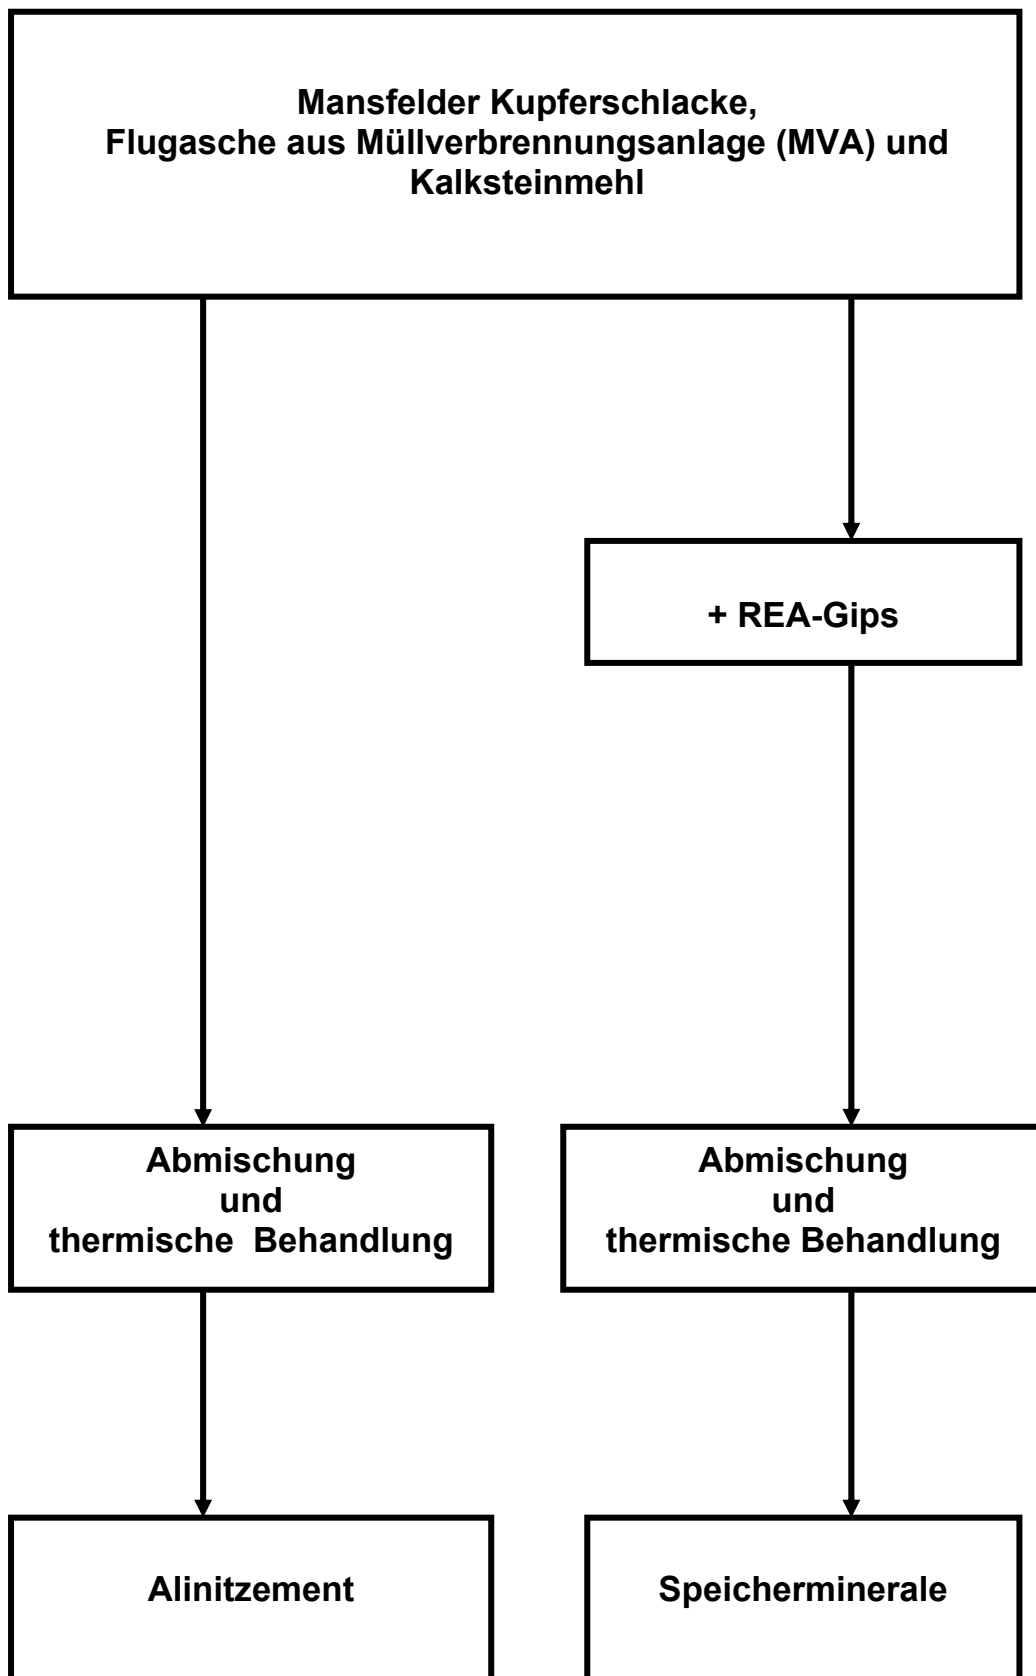 Mansfelder Kupferschlacke,
Flugasche aus Müllverbrennungsanlage (MVA) und
Kalksteinmehl
+ REA-Gips
Abmischung
und
thermische  Behandlung
Abmischung
und
thermische Behandlung
Alinitzement
Speicherminerale